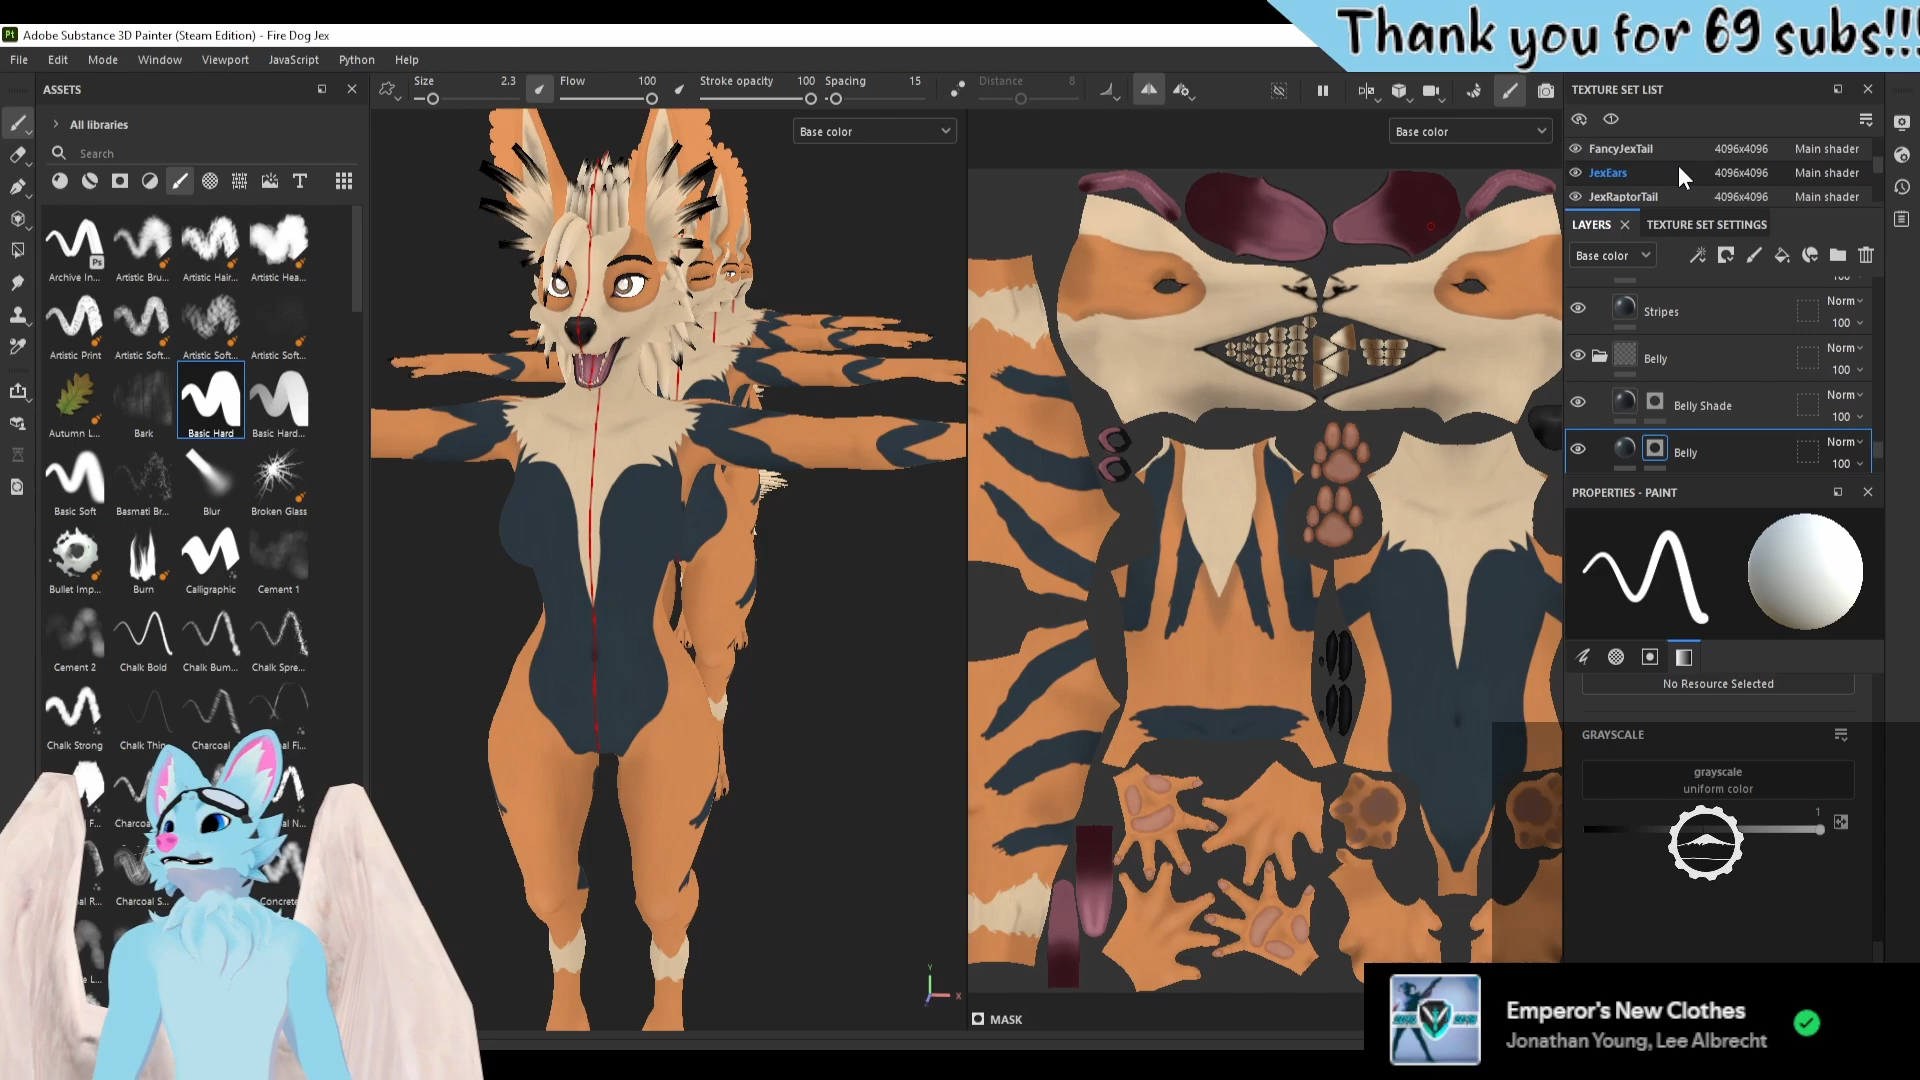 Thank you for 69 subs!!!
Adobe Substance 3D Painter (Steam Edition) - Fire Dog Jex
File Edit Mode Window Viewport JavaScript Python Help
ASSETS
All libraries
Search
Archive In... Artistic Bru... Artistic Hair... Artistic Hea...
Artistic Print Artistic Soft... Artistic Soft... Artistic Soft...
Autumn L... Bark Basic Hard Basic Hard...
Basic Soft Basmati Br... Blur Broken Glass
Bullet Imp... Burn Calligraphic Cement 1
Cement 2 Chalk Bold Chalk Bum... Chalk Spre...
Chalk Strong Chalk Thin Charcoal
Size 2.3 Flow 100 Stroke opacity 100 Spacing 15 Distance 8
Base color
Base color
MASK
TEXTURE SET LIST
FancyJexTail 4096x4096 Main shader
JexEars 4096x4096 Main shader
JexRaptorTail 4096x4096 Main shader
LAYERS TEXTURE SET SETTINGS
Base color
Stripes Norm 100
Belly Norm 100
Belly Shade Norm 100
Belly Norm 100
PROPERTIES - PAINT
No Resource Selected
GRAYSCALE
grayscale
uniform color
1
Y
X
Emperor's New Clothes
Jonathan Young, Lee Albrecht